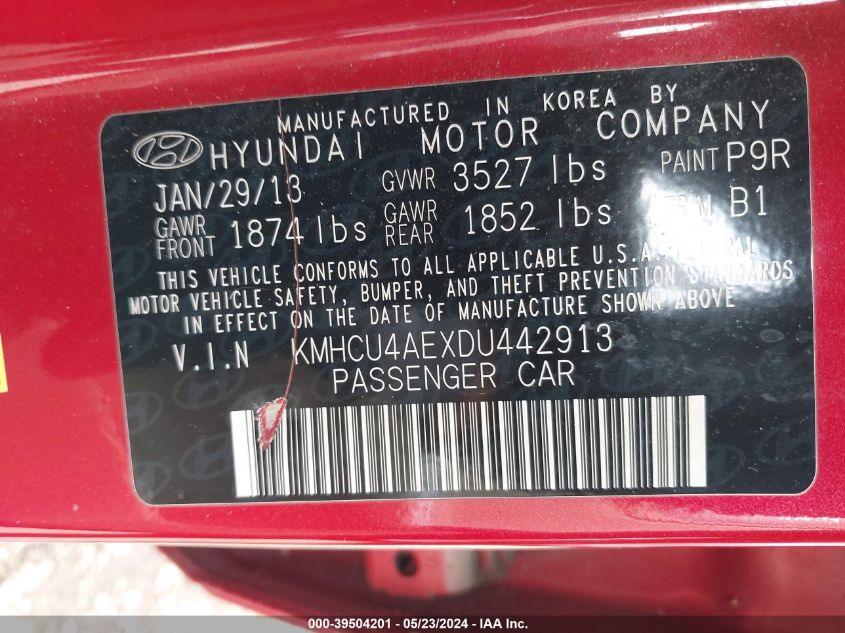 MANUFACTURED IN KOREA BY
HYUNDAI MOTOR COMPANY
JAN/29/13 GVWR 3527 lbs PAINT P9R
GAWR FRONT 1874 lbs GAWR REAR 1852 lbs TRIM B1
THIS VEHICLE CONFORMS TO ALL APPLICABLE U.S.A. FEDERAL
MOTOR VEHICLE SAFETY, BUMPER, AND THEFT PREVENTION STANDARDS
IN EFFECT ON THE DATE OF MANUFACTURE SHOWN ABOVE
V.I.N KMHCU4AEXDU442913
PASSENGER CAR
000-39504201 - 05/23/2024 - IAA Inc.